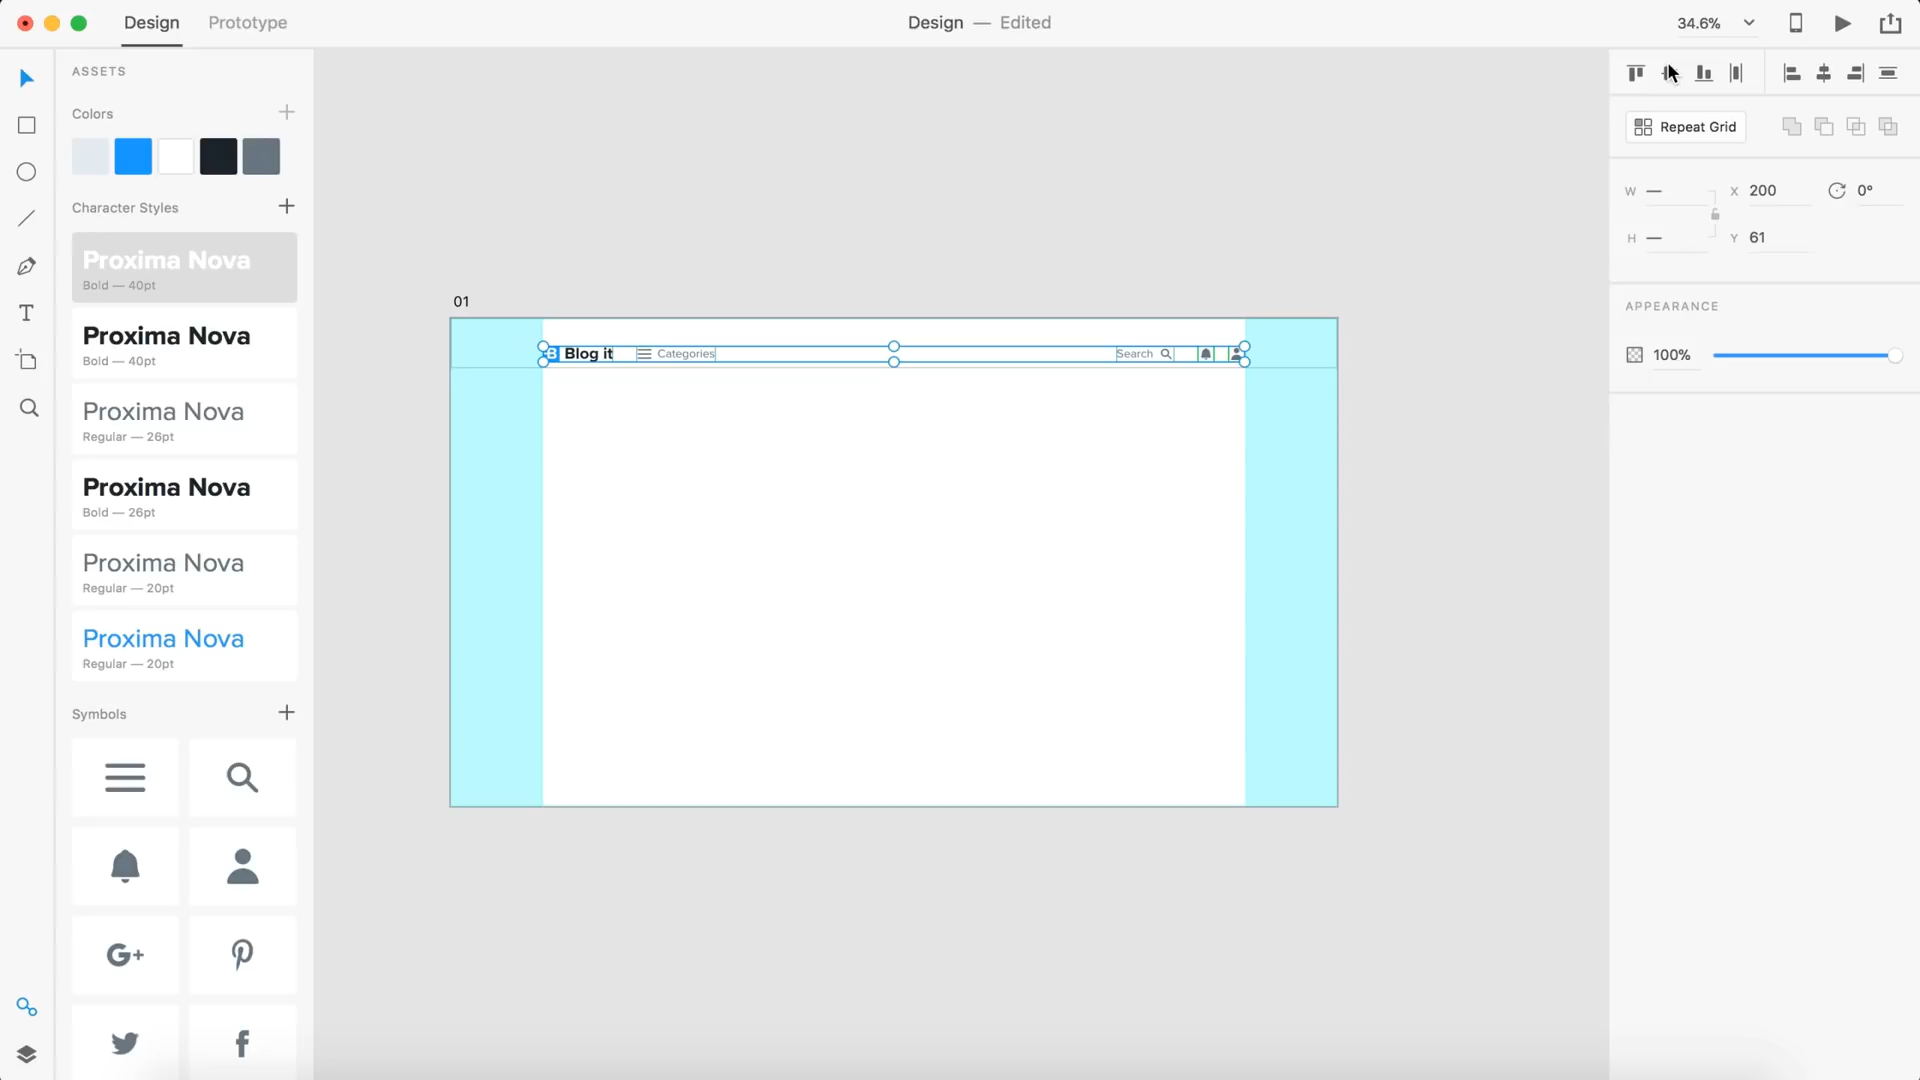 Design
Prototype
Design — Edited
34.6%
ASSETS
Colors
Repeat Grid
W —
X 200
0°
H —
Y 61
Character Styles
Proxima Nova
Bold — 40pt
APPEARANCE
01
Proxima Nova
Bold — 40pt
B Blog it
Categories
Search
100%
Proxima Nova
Regular — 26pt
Proxima Nova
Bold — 26pt
Proxima Nova
Regular — 20pt
Proxima Nova
Regular — 20pt
Symbols
G+